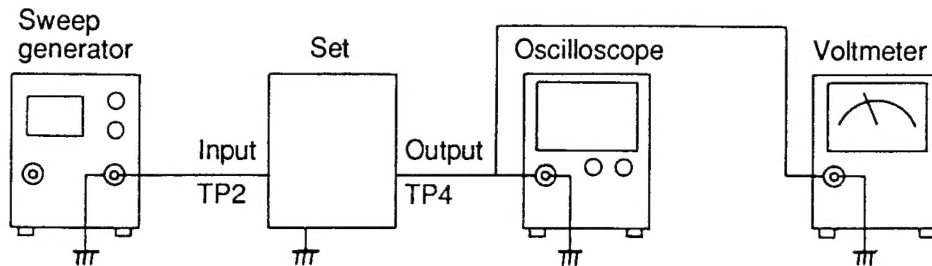 Sweep
generator
Set
Oscilloscope
Voltmeter
Input
Output
TP2
TP4